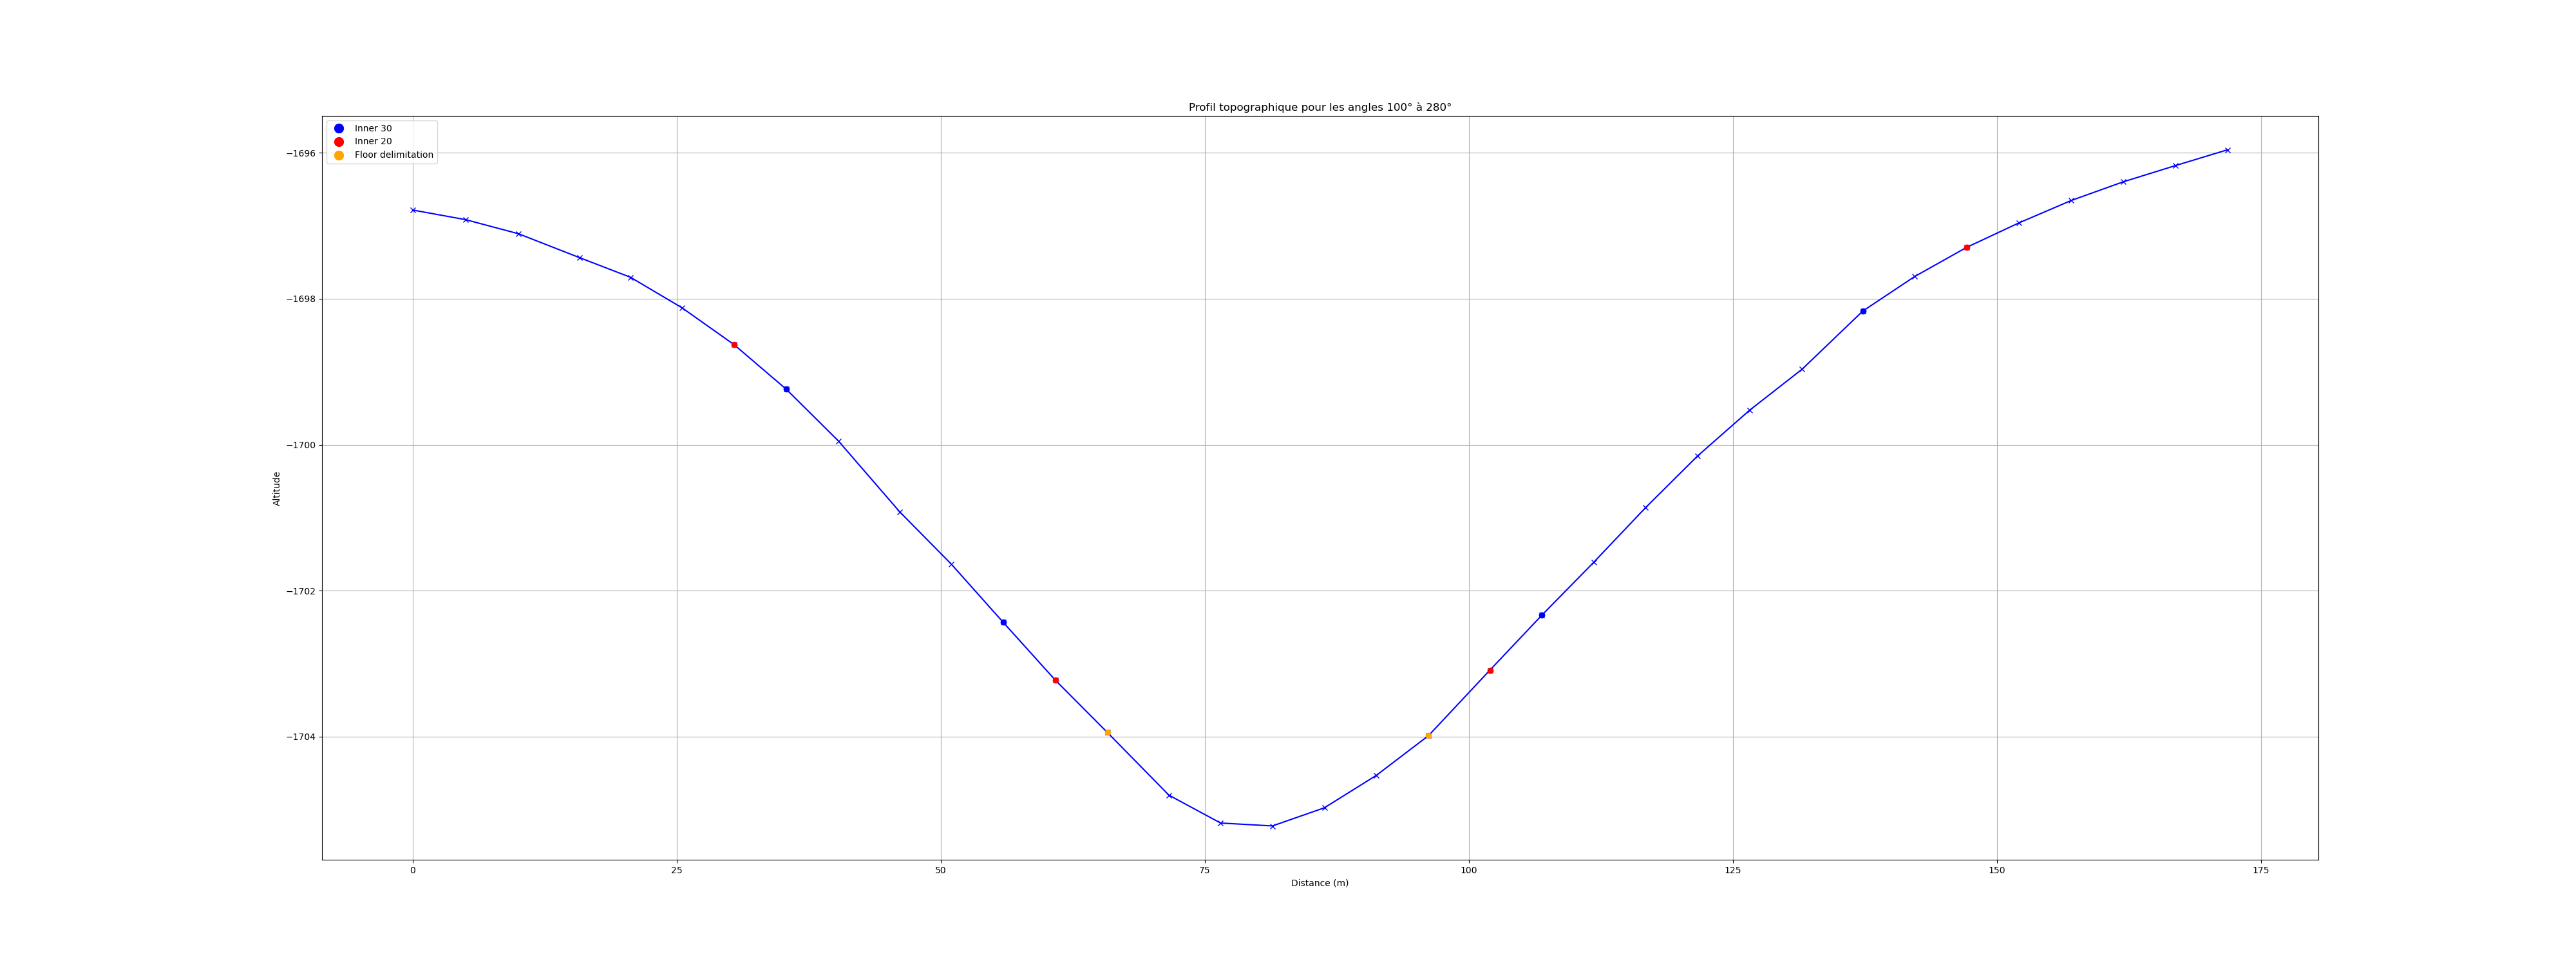 Profil topographique pour les angles 100° à 280°
Inner 30
Inner 20
Floor delimitation
−1696
−1698
−1700
−1702
−1704
Altitude
0 25 50 75 100 125 150 175
Distance (m)